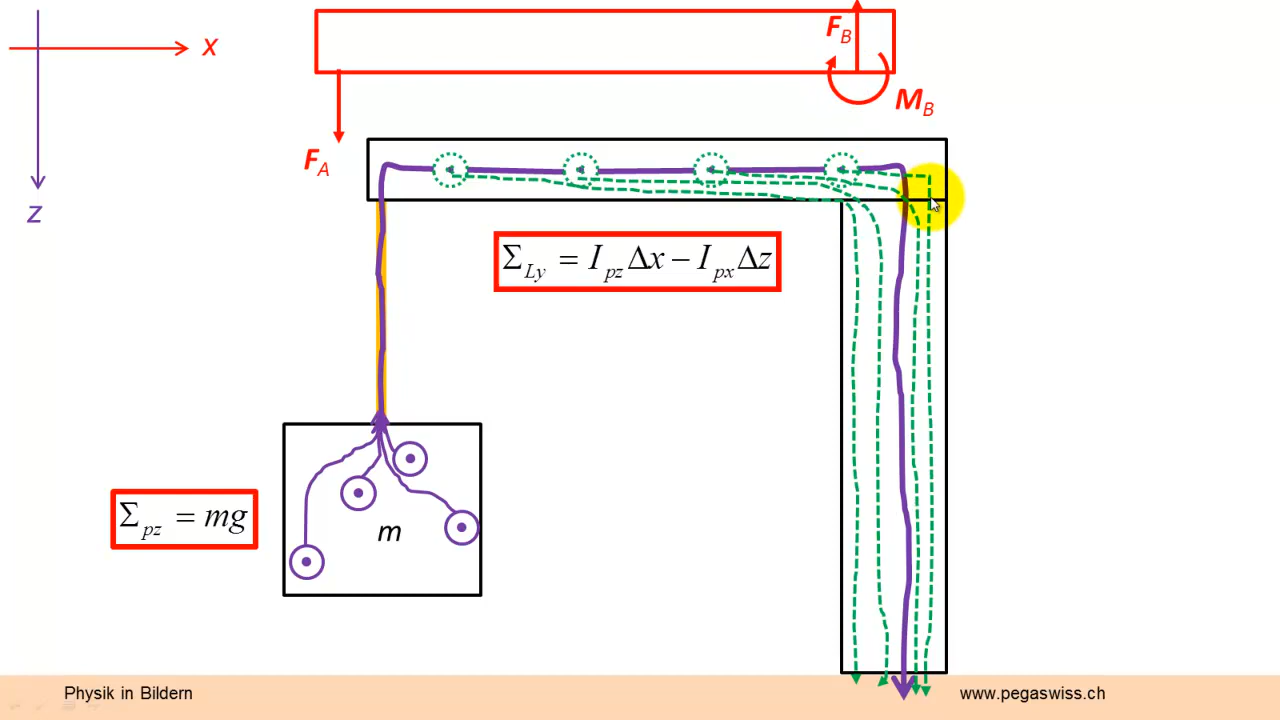 F_B
x
M_B
F_A
z
Σ_Ly = I_pz Δx − I_px Δz
Σ_pz = mg
m
Physik in Bildern
www.pegaswiss.ch